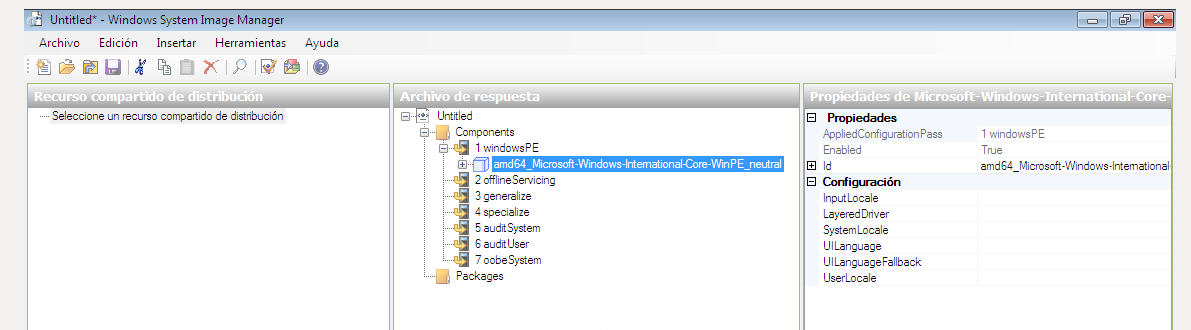 Untitled* - Windows System Image Manager
Archivo Edición Insertar Herramientas Ayuda
Recurso compartido de distribución
Seleccione un recurso compartido de distribución
Archivo de respuesta
Untitled
Components
1 windowsPE
amd64_Microsoft-Windows-International-Core-WinPE_neutral
2 offlineServicing
3 generalize
4 specialize
5 auditSystem
6 auditUser
7 oobeSystem
Packages
Propiedades de Microsoft-Windows-International-Core-
Propiedades
AppliedConfigurationPass 1 windowsPE
Enabled True
Id amd64_Microsoft-Windows-International-
Configuración
InputLocale
LayeredDriver
SystemLocale
UILanguage
UILanguageFallback
UserLocale